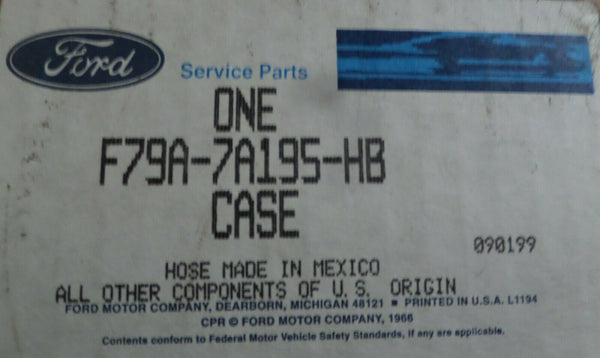 Ford
Service Parts
ONE
F79A-7A195-HB
CASE
090199
HOSE MADE IN MEXICO
ALL OTHER COMPONENTS OF U.S. ORIGIN
FORD MOTOR COMPANY, DEARBORN, MICHIGAN 48121 ■ PRINTED IN U.S.A. L1194
CPR © FORD MOTOR COMPANY, 1966
Contents conform to Federal Motor Vehicle Safety Standards, if any are applicable.